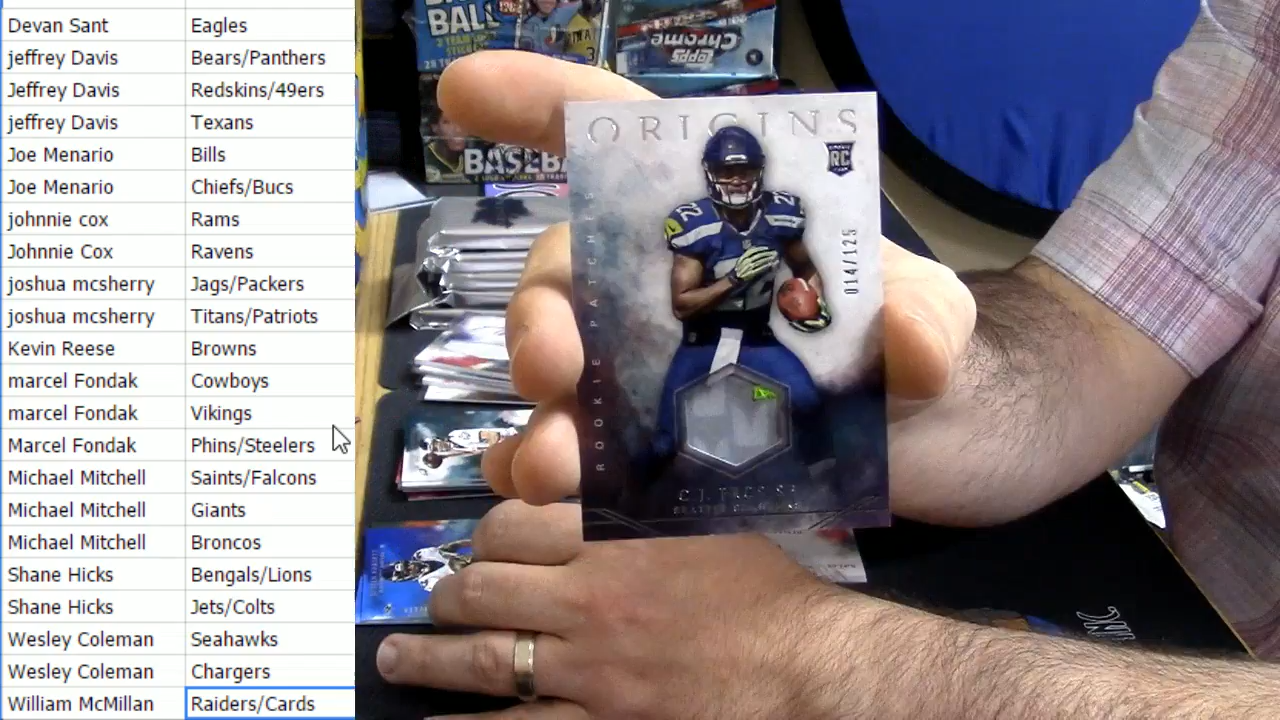 Devan Sant Eagles
jeffrey Davis Bears/Panthers
Jeffrey Davis Redskins/49ers
jeffrey Davis Texans
Joe Menario Bills
Joe Menario Chiefs/Bucs
johnnie cox Rams
Johnnie Cox Ravens
joshua mcsherry Jags/Packers
joshua mcsherry Titans/Patriots
Kevin Reese Browns
marcel Fondak Cowboys
marcel Fondak Vikings
Marcel Fondak Phins/Steelers
Michael Mitchell Saints/Falcons
Michael Mitchell Giants
Michael Mitchell Broncos
Shane Hicks Bengals/Lions
Shane Hicks Jets/Colts
Wesley Coleman Seahawks
Wesley Coleman Chargers
William McMillan Raiders/Cards
BALL
Topps
Chrome
BASEBA
ORIGINS
RC
014/125
ROOKIE PATCHES
22
22
C.J.